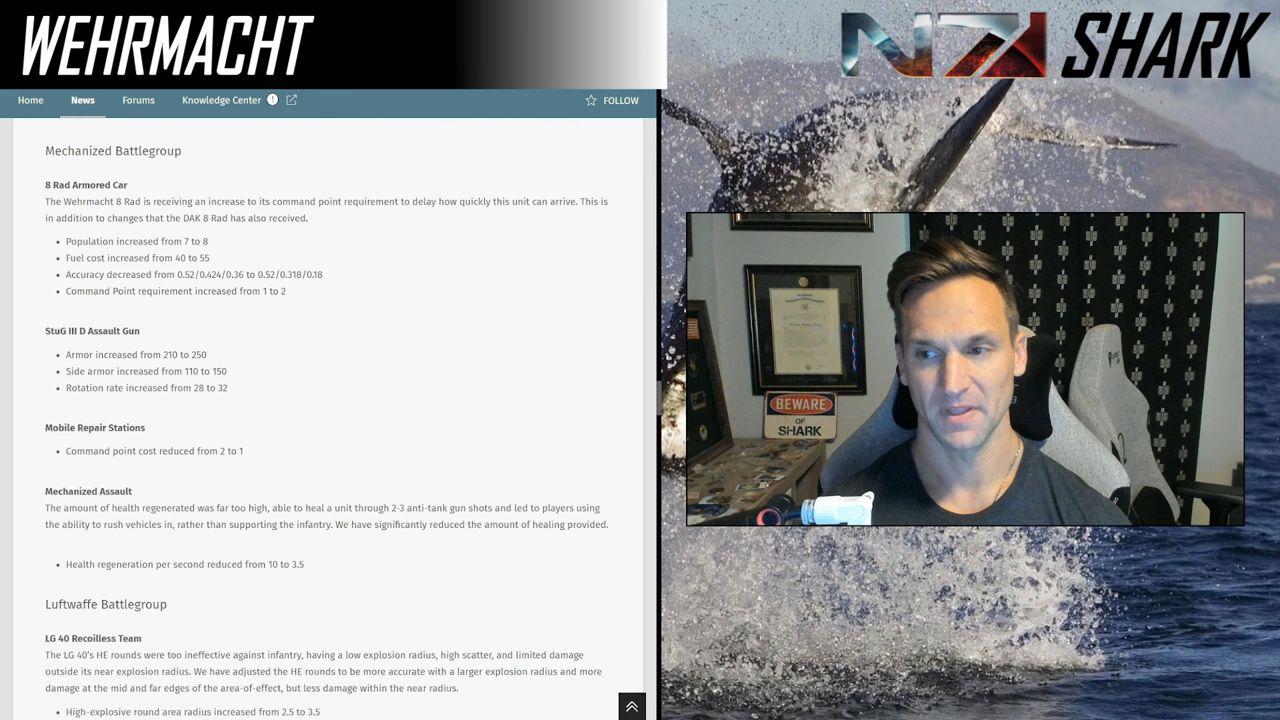 WEHRMACHT
N7 SHARK
Home
News
Forums
Knowledge Center !
FOLLOW
Mechanized Battlegroup
8 Rad Armored Car
The Wehrmacht 8 Rad is receiving an increase to its command point requirement to delay how quickly this unit can arrive. This is
in addition to changes that the DAK 8 Rad has also received.
• Population increased from 7 to 8
• Fuel cost increased from 40 to 55
• Accuracy decreased from 0.52/0.424/0.36 to 0.52/0.318/0.18
• Command Point requirement increased from 1 to 2
StuG III D Assault Gun
• Armor increased from 210 to 250
• Side armor increased from 110 to 150
• Rotation rate increased from 28 to 32
Mobile Repair Stations
• Command point cost reduced from 2 to 1
Mechanized Assault
The amount of health regenerated was far too high, able to heal a unit through 2-3 anti-tank gun shots and led to players using
the ability to rush vehicles in, rather than supporting the infantry. We have significantly reduced the amount of healing provided.
• Health regeneration per second reduced from 10 to 3.5
Luftwaffe Battlegroup
LG 40 Recoilless Team
The LG 40's HE rounds were too ineffective against infantry, having a low explosion radius, high scatter, and limited damage
outside its near explosion radius. We have adjusted the HE rounds to be more accurate with a larger explosion radius and more
damage at the mid and far edges of the area-of-effect, but less damage within the near radius.
• High-explosive round area radius increased from 2.5 to 3.5
BEWARE
OF
SHARK